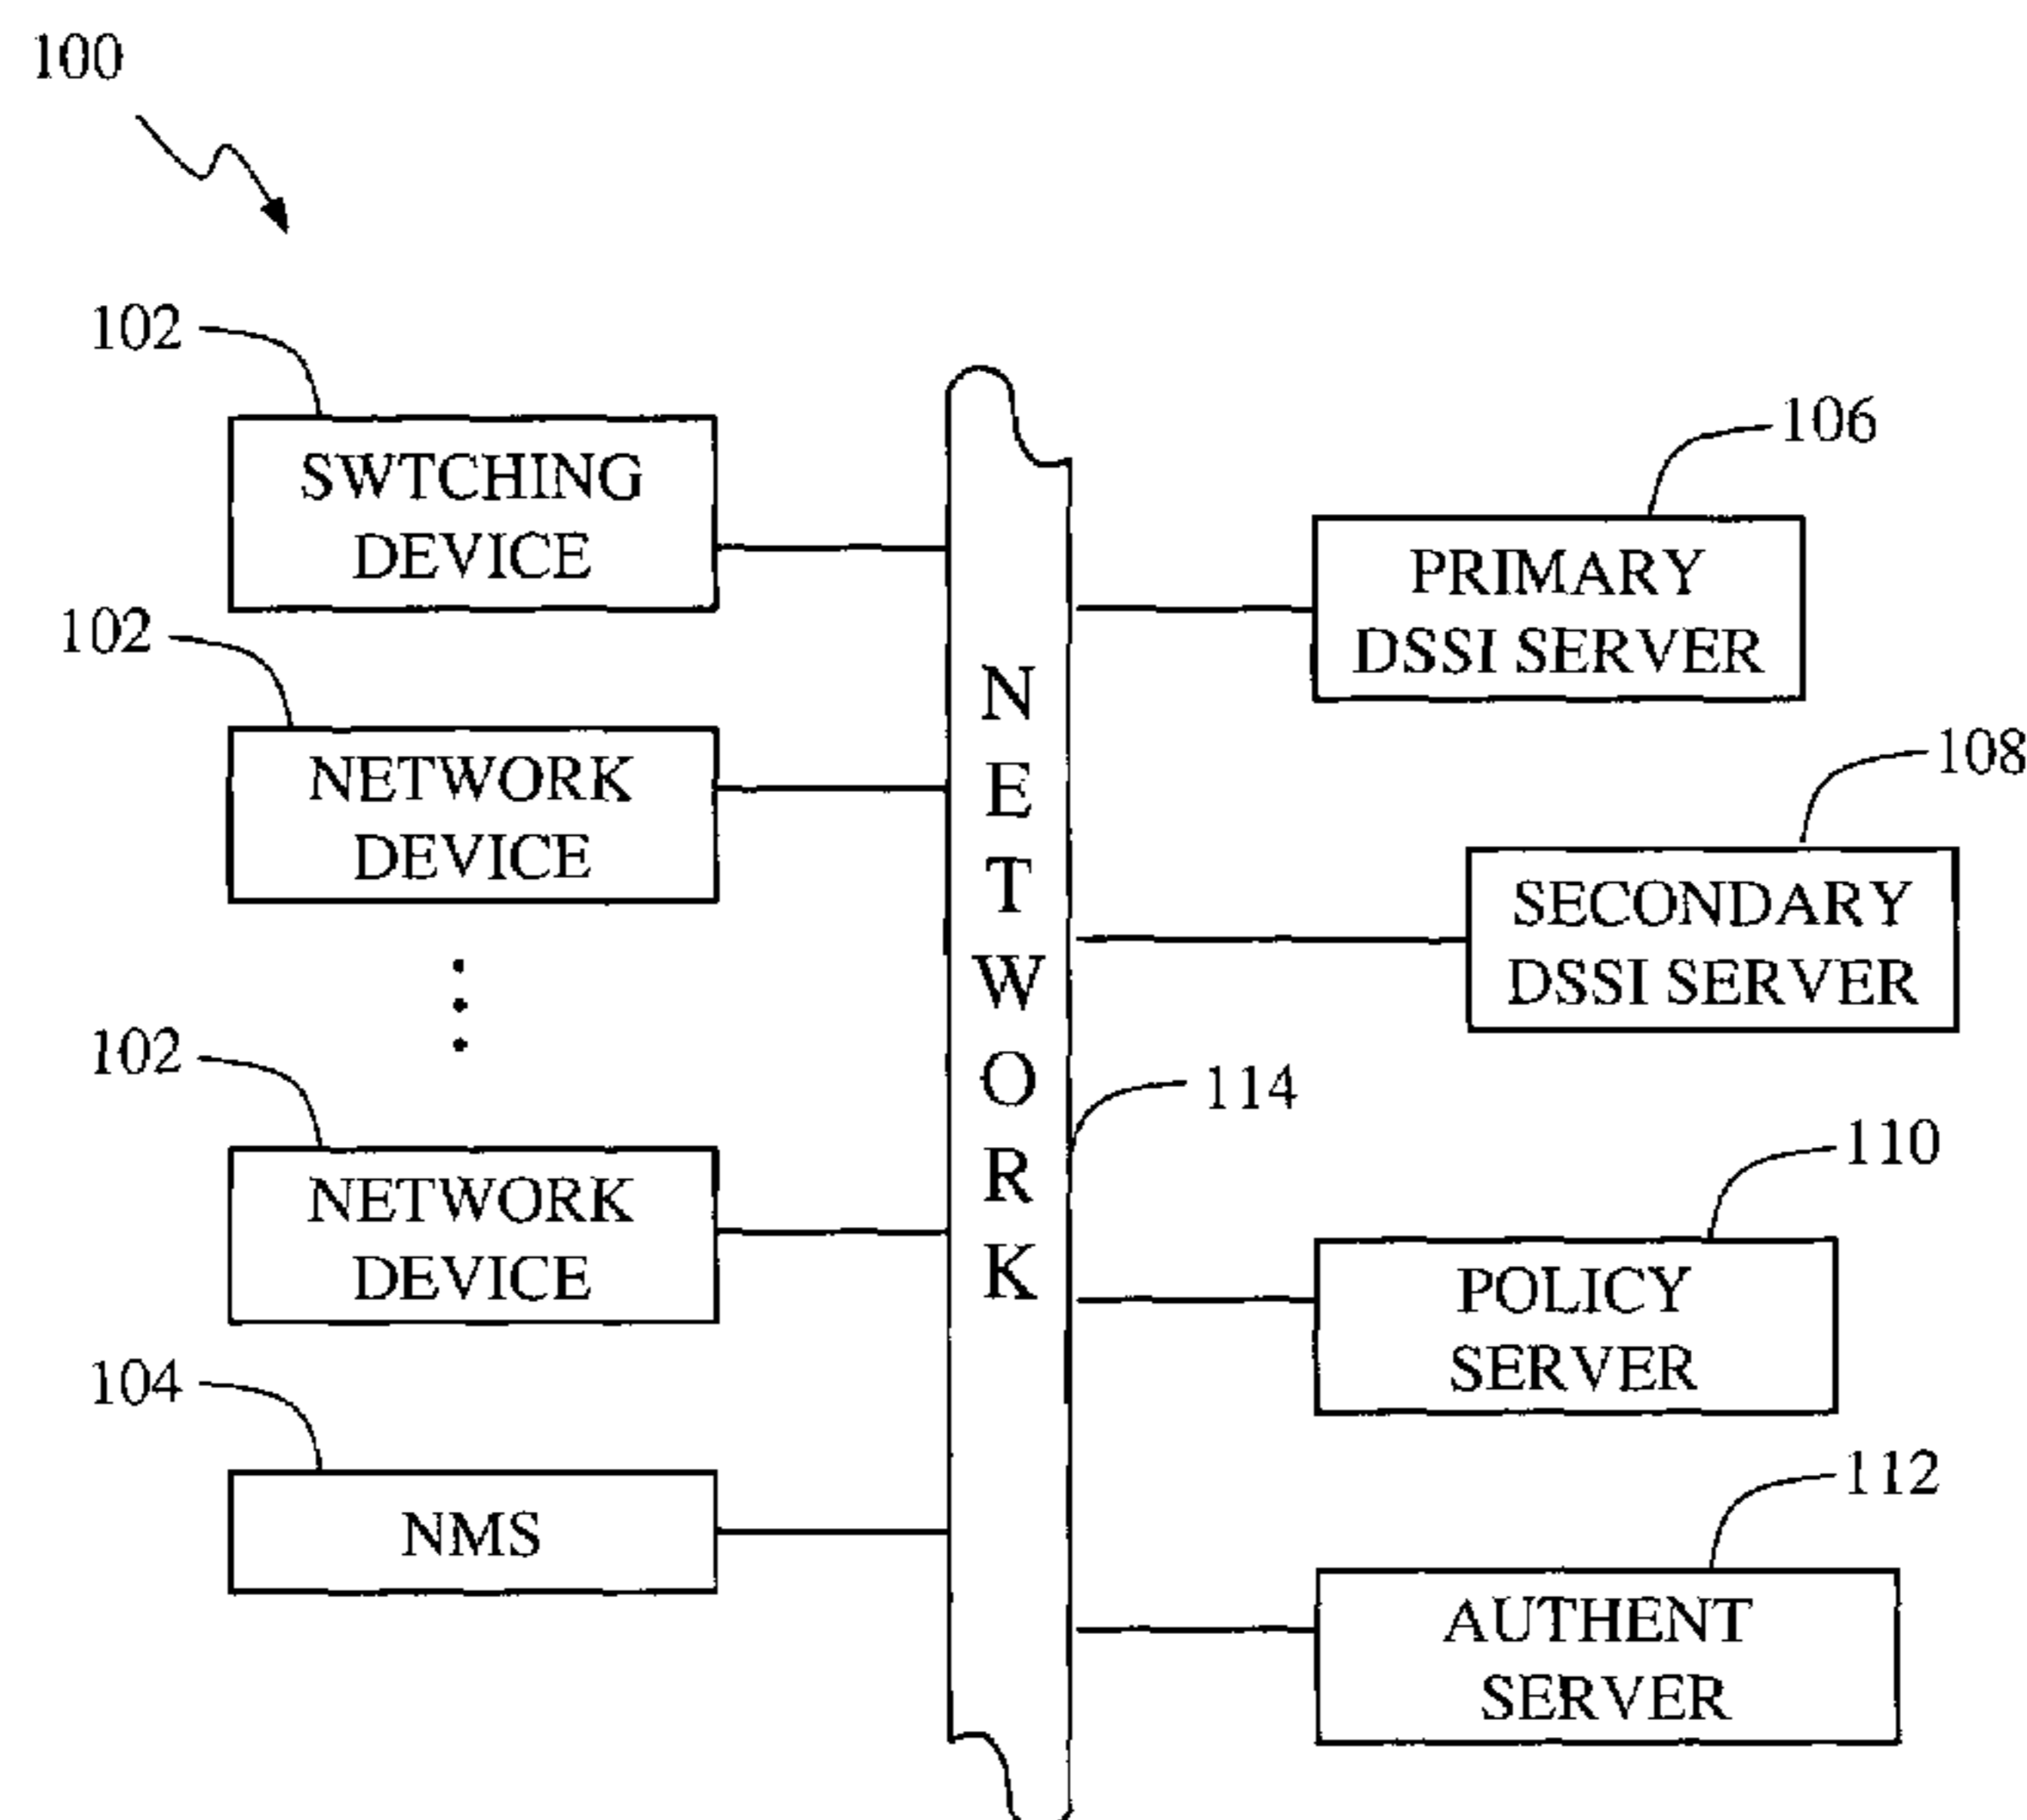 100
102
SWTCHING
DEVICE
102
NETWORK
DEVICE
102
NETWORK
DEVICE
104
NMS
NETWORK
114
106
PRIMARY
DSSI SERVER
108
SECONDARY
DSSI SERVER
110
POLICY
SERVER
112
AUTHENT
SERVER